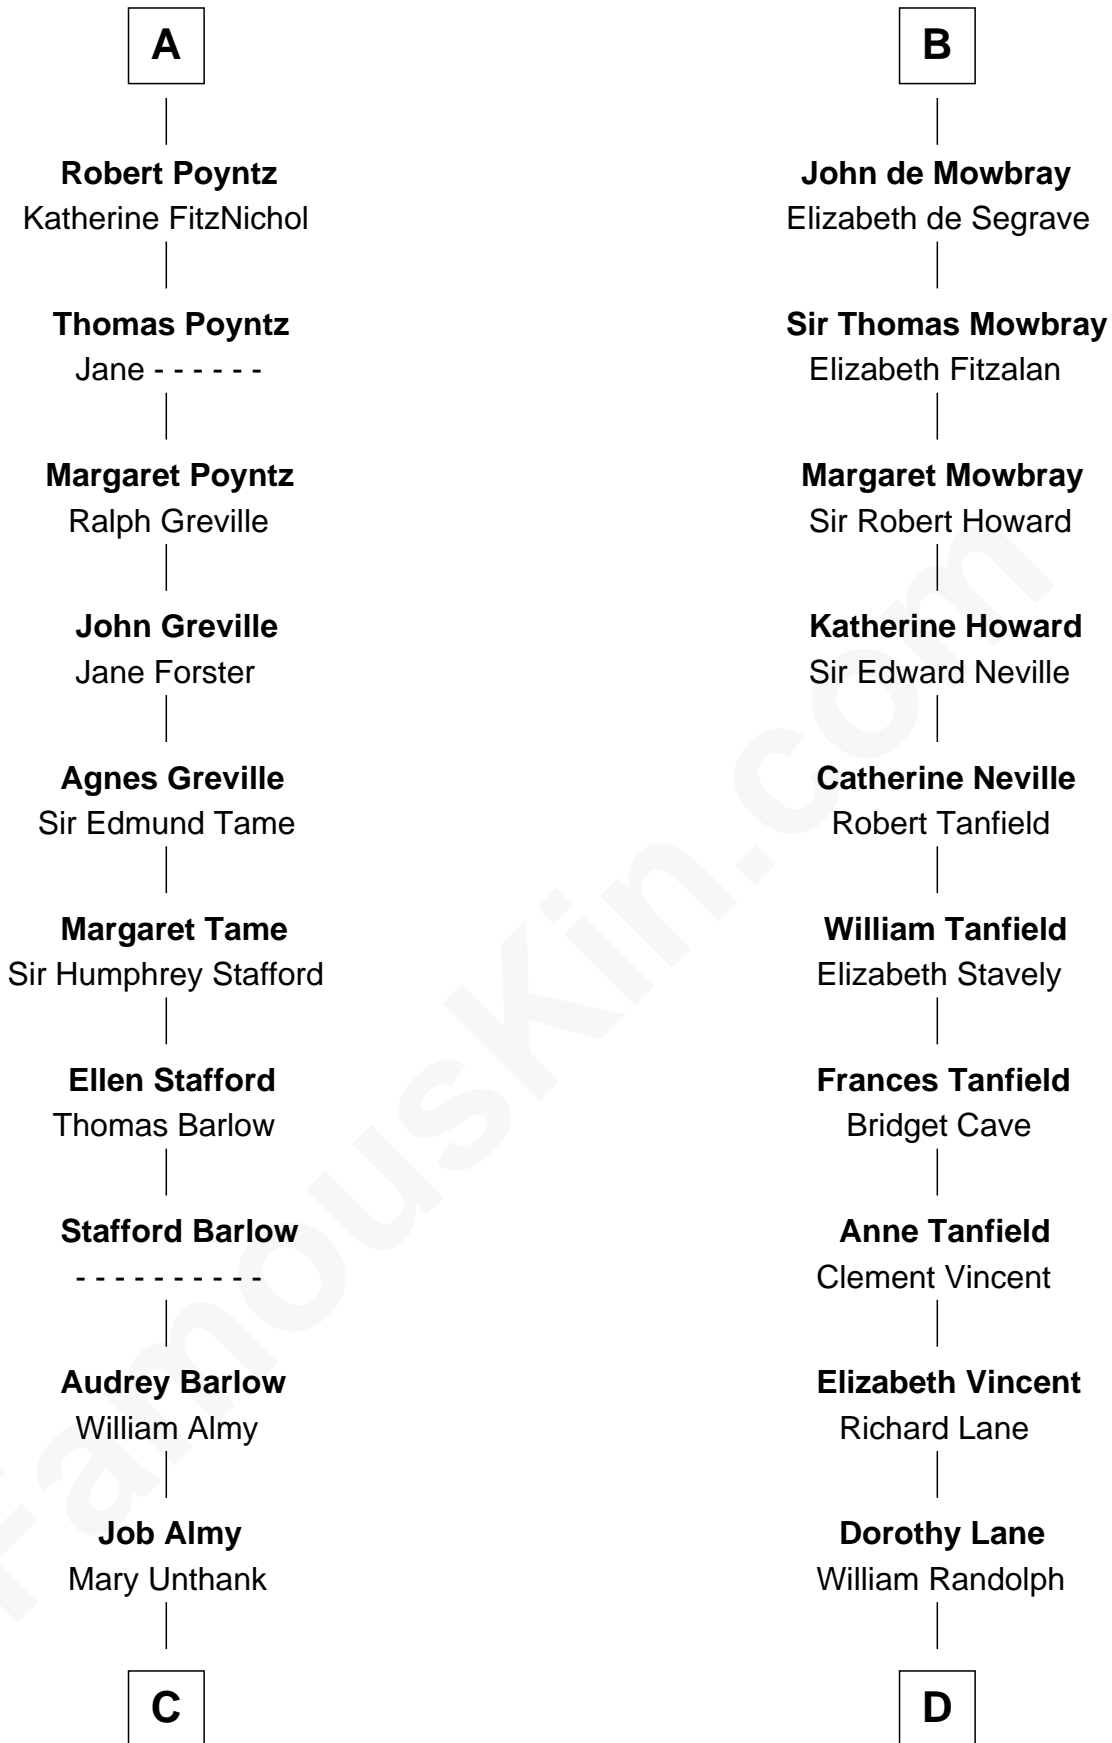 A
Robert Poyntz
Katherine FitzNichol
Thomas Poyntz
Jane - - - - - -
Margaret Poyntz
Ralph Greville
John Greville
Jane Forster
Agnes Greville
Sir Edmund Tame
Margaret Tame
Sir Humphrey Stafford
Ellen Stafford
Thomas Barlow
Stafford Barlow
- - - - - - - - - -
Audrey Barlow
William Almy
Job Almy
Mary Unthank
C
B
John de Mowbray
Elizabeth de Segrave
Sir Thomas Mowbray
Elizabeth Fitzalan
Margaret Mowbray
Sir Robert Howard
Katherine Howard
Sir Edward Neville
Catherine Neville
Robert Tanfield
William Tanfield
Elizabeth Stavely
Frances Tanfield
Bridget Cave
Anne Tanfield
Clement Vincent
Elizabeth Vincent
Richard Lane
Dorothy Lane
William Randolph
D
FamousKin.com